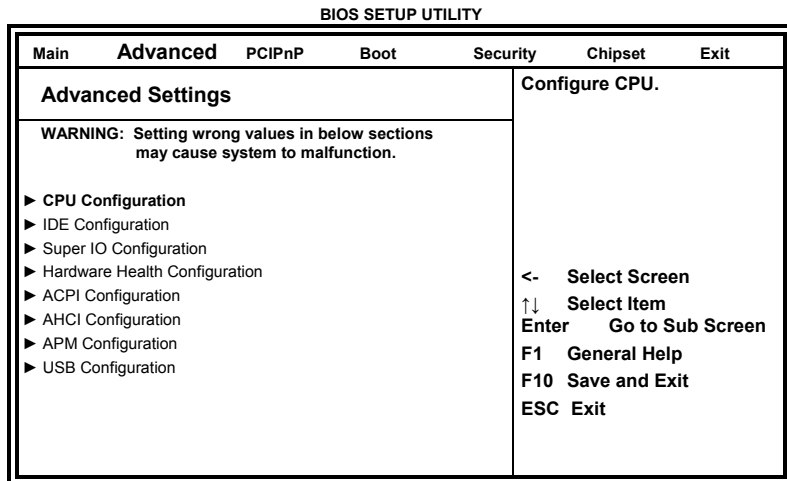 BIOS SETUP UTILITY
Main Advanced PCIPnP Boot Security Chipset Exit
Advanced Settings
WARNING: Setting wrong values in below sections
may cause system to malfunction.
► CPU Configuration
► IDE Configuration
► Super IO Configuration
► Hardware Health Configuration
► ACPI Configuration
► AHCI Configuration
► APM Configuration
► USB Configuration
Configure CPU.
<- Select Screen
↑↓ Select Item
Enter Go to Sub Screen
F1 General Help
F10 Save and Exit
ESC Exit